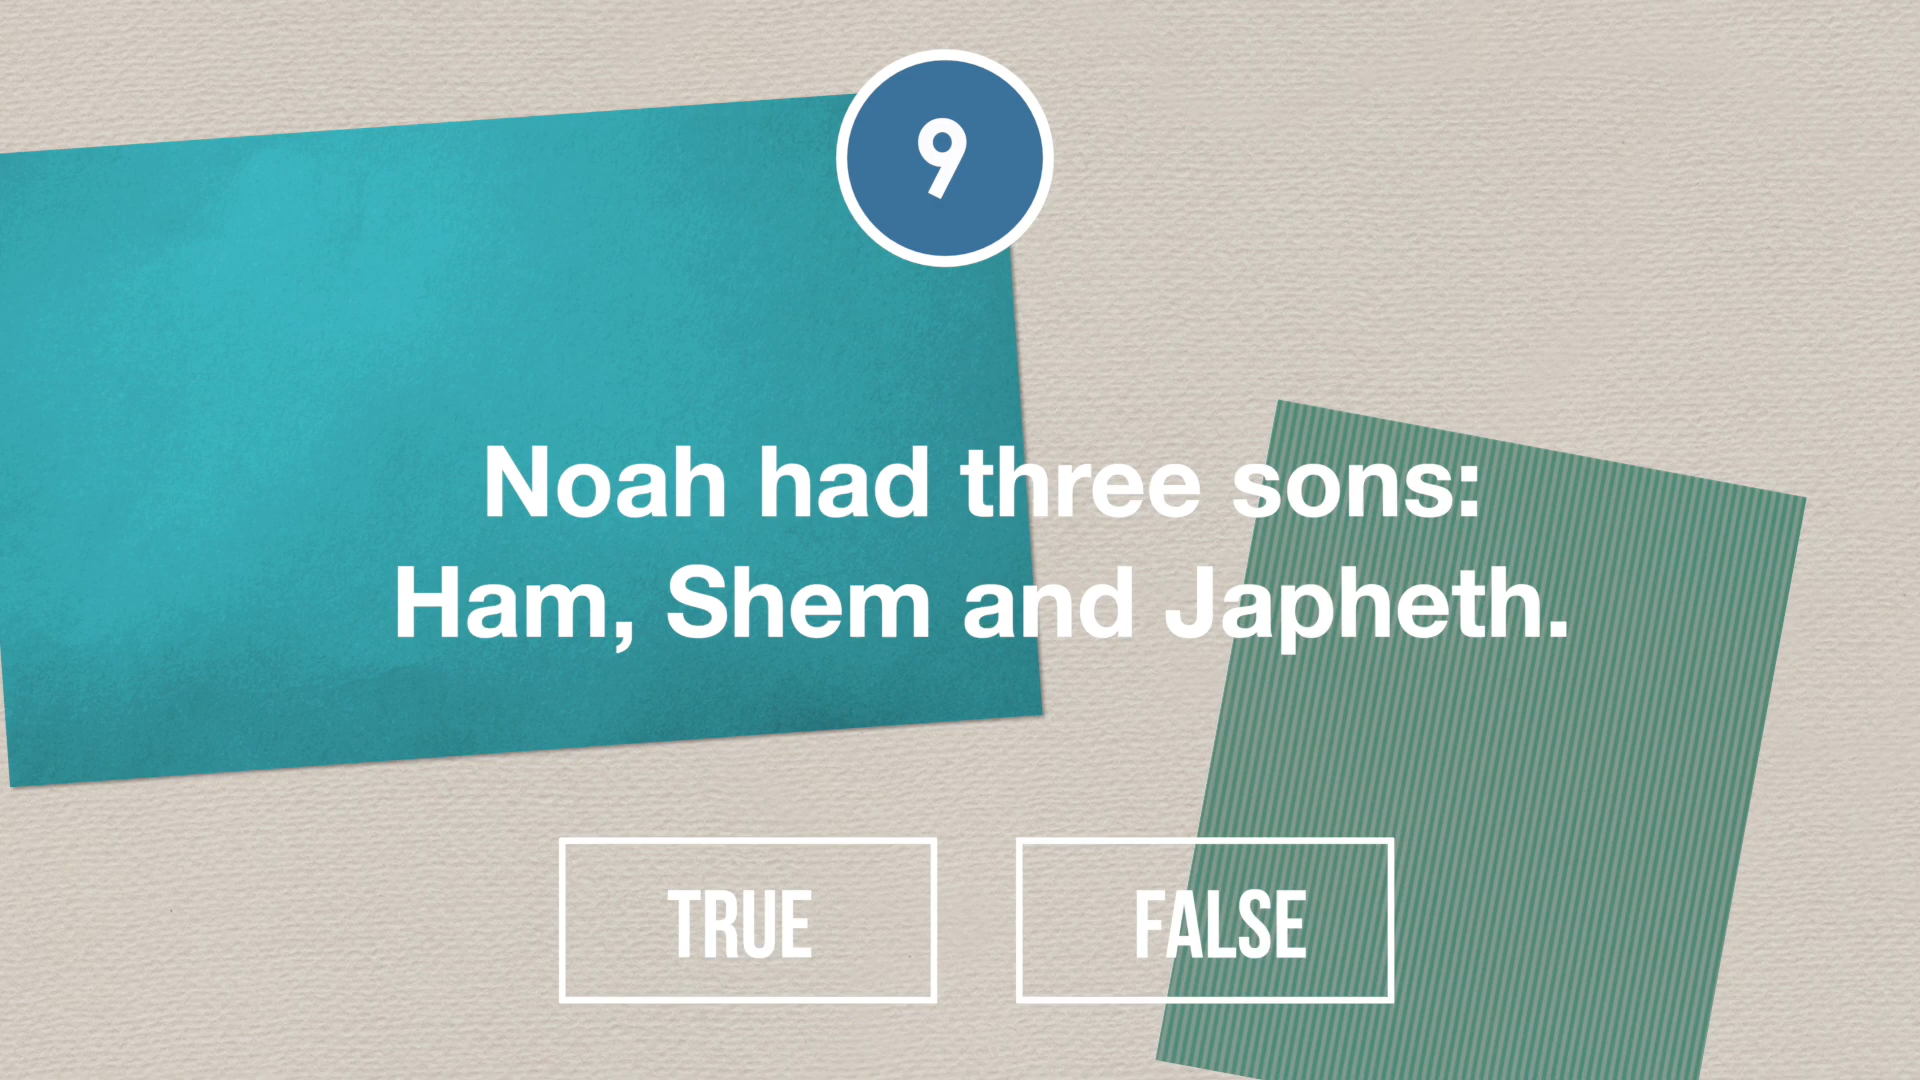 9
Noah had three sons:
Ham, Shem and Japheth.
TRUE
FALSE